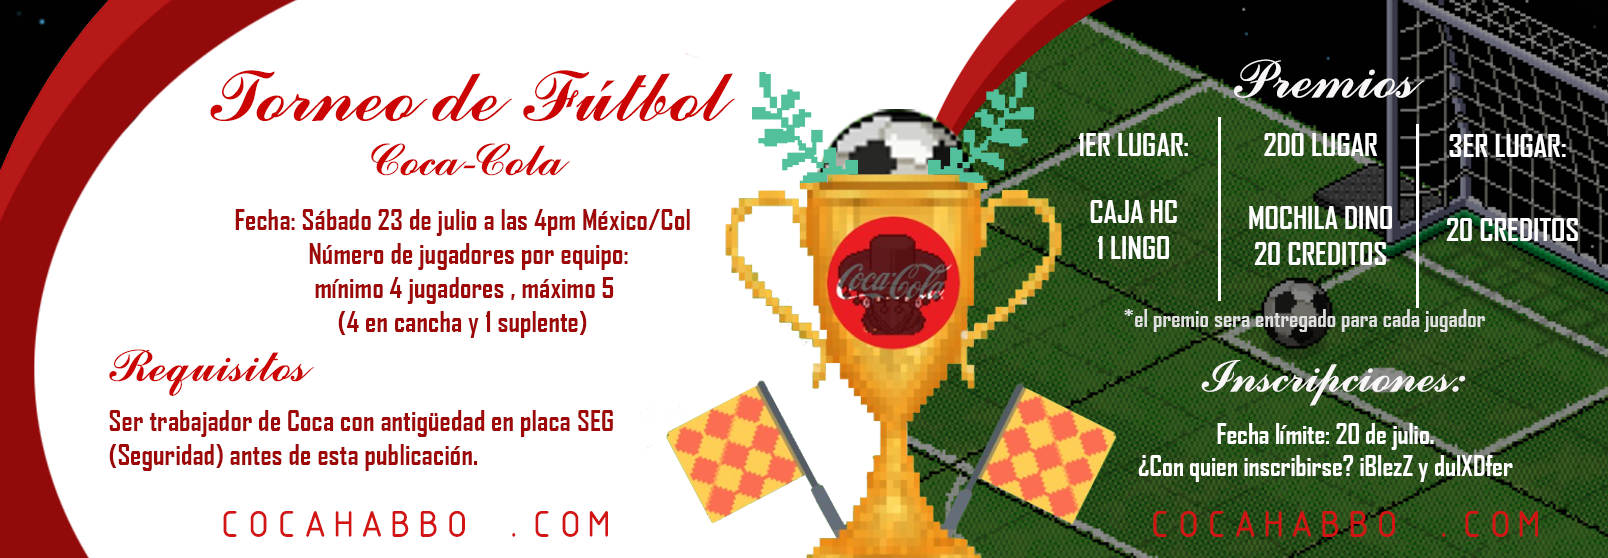 Torneo de Fútbol
Coca-Cola
Fecha: Sábado 23 de julio a las 4pm México/Col
Número de jugadores por equipo:
mínimo 4 jugadores , máximo 5
(4 en cancha y 1 suplente)
Requisitos
Ser trabajador de Coca con antigüedad en placa SEG
(Seguridad) antes de esta publicación.
COCAHABBO .COM
Coca-Cola
Premios
1ER LUGAR:
CAJA HC
1 LINGO
2DO LUGAR
MOCHILA DINO
20 CREDITOS
3ER LUGAR:
20 CREDITOS
*el premio sera entregado para cada jugador
Inscripciones:
Fecha límite: 20 de julio.
¿Con quien inscribirse? iBlezZ y dulXDfer
COCAHABBO .COM